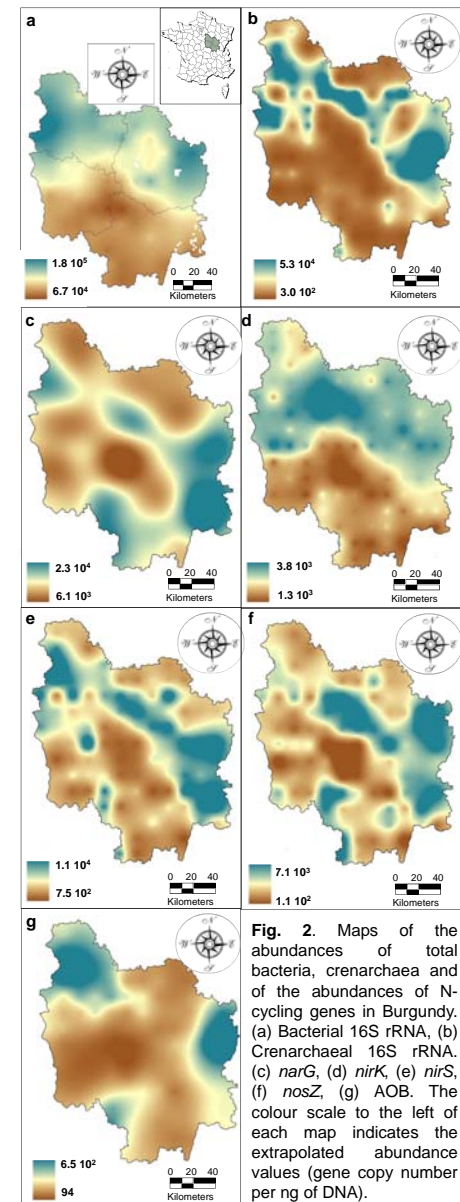 a
N
W E
S
1.8 10⁵
6.7 10⁴
0 20 40
Kilometers
b
N
W E
S
5.3 10⁴
3.0 10²
0 20 40
Kilometers
c
N
W E
S
2.3 10⁴
6.1 10³
0 20 40
Kilometers
d
N
W E
S
3.8 10³
1.3 10³
0 20 40
Kilometers
e
N
W E
S
1.1 10⁴
7.5 10²
0 20 40
Kilometers
f
N
W E
S
7.1 10³
1.1 10²
0 20 40
Kilometers
g
N
W E
S
6.5 10²
94
0 20 40
Kilometers
Fig. 2. Maps of the
abundances of total
bacteria, crenarchaea and
of the abundances of N-
cycling genes in Burgundy.
(a) Bacterial 16S rRNA, (b)
Crenarchaeal 16S rRNA.
(c) narG, (d) nirK, (e) nirS,
(f) nosZ, (g) AOB. The
colour scale to the left of
each map indicates the
extrapolated abundance
values (gene copy number
per ng of DNA).